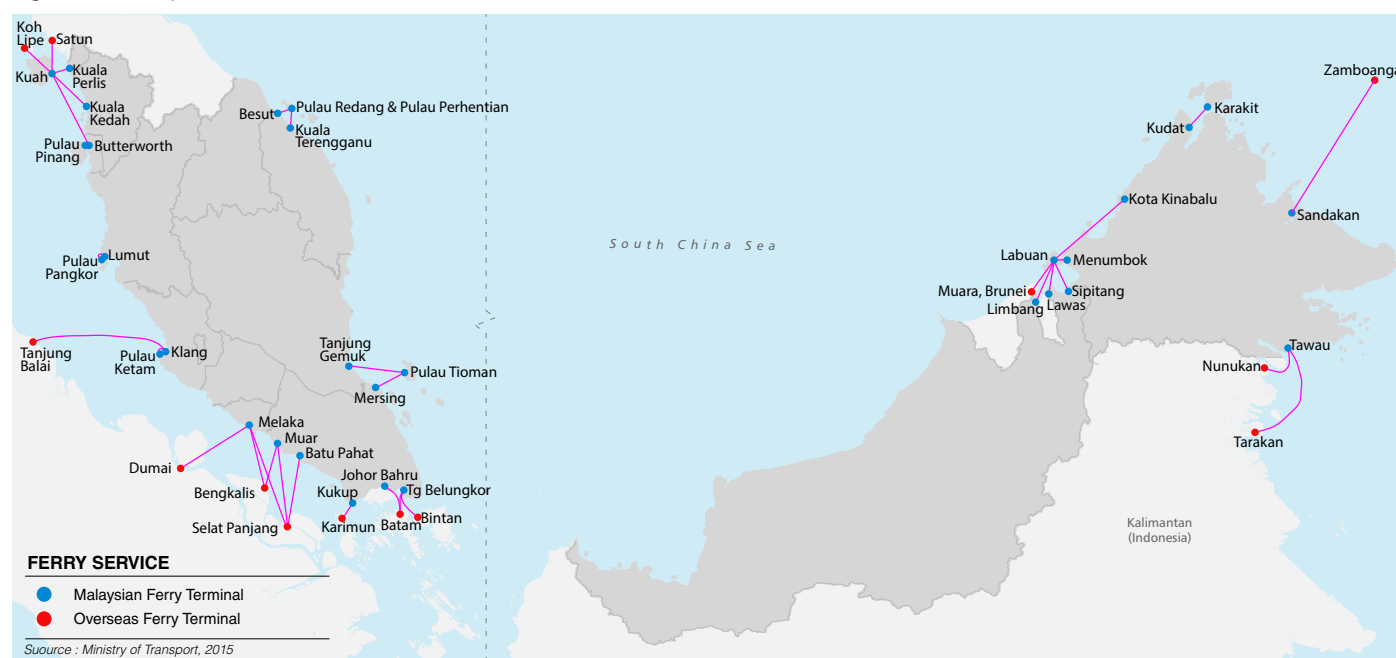 Koh
Lipe
Satun
Kuah
Kuala
Perlis
Kuala
Kedah
Pulau
Pinang
Butterworth
Besut
Pulau Redang & Pulau Perhentian
Kuala
Terengganu
Lumut
Pulau
Pangkor
Tanjung
Balai
Pulau
Ketam
Klang
Tanjung
Gemuk
Pulau Tioman
Mersing
Melaka
Muar
Batu Pahat
Dumai
Bengkalis
Selat Panjang
Johor Bahru
Kukup
Tg Belungkor
Karimun
Batam
Bintan
South China Sea
Zamboanga
Karakit
Kudat
Kota Kinabalu
Sandakan
Labuan
Menumbok
Muara, Brunei
Sipitang
Limbang
Lawas
Tawau
Nunukan
Tarakan
Kalimantan
(Indonesia)
FERRY SERVICE
Malaysian Ferry Terminal
Overseas Ferry Terminal
Suource : Ministry of Transport, 2015